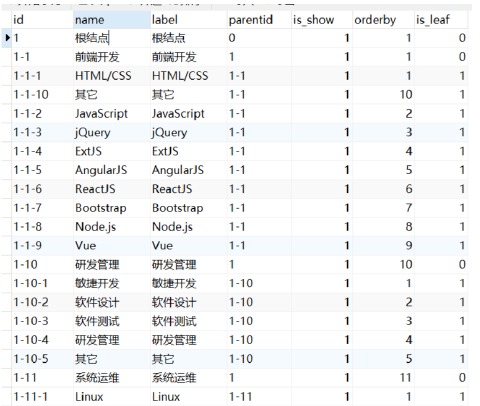 id name label parentid is_show orderby is_leaf
1 根结点 根结点 0 1 1 0
1-1 前端开发 前端开发 1 1 1 0
1-1-1 HTML/CSS HTML/CSS 1-1 1 1 1
1-1-10 其它 其它 1-1 1 10 1
1-1-2 JavaScript JavaScript 1-1 1 2 1
1-1-3 jQuery jQuery 1-1 1 3 1
1-1-4 ExtJS ExtJS 1-1 1 4 1
1-1-5 AngularJS AngularJS 1-1 1 5 1
1-1-6 ReactJS ReactJS 1-1 1 6 1
1-1-7 Bootstrap Bootstrap 1-1 1 7 1
1-1-8 Node.js Node.js 1-1 1 8 1
1-1-9 Vue Vue 1-1 1 9 1
1-10 研发管理 研发管理 1 1 10 0
1-10-1 敏捷开发 敏捷开发 1-10 1 1 1
1-10-2 软件设计 软件设计 1-10 1 2 1
1-10-3 软件测试 软件测试 1-10 1 3 1
1-10-4 研发管理 研发管理 1-10 1 4 1
1-10-5 其它 其它 1-10 1 5 1
1-11 系统运维 系统运维 1 1 11 0
1-11-1 Linux Linux 1-11 1 1 1